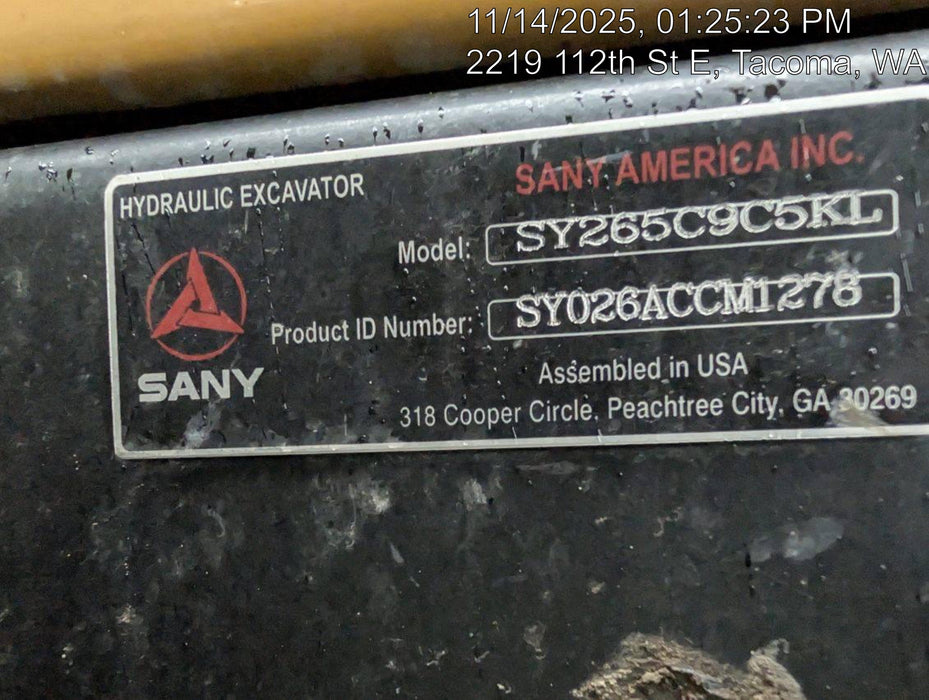 11/14/2025, 01:25:23 PM
2219 112th St E, Tacoma, WA
SANY AMERICA INC.
HYDRAULIC EXCAVATOR
Model: SY265C9C5KL
Product ID Number: SY026ACCM1278
SANY
Assembled in USA
318 Cooper Circle, Peachtree City, GA 30269